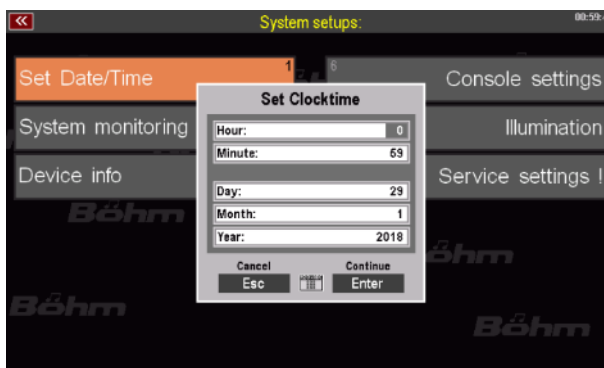 System setups:
00:59:
Set Date/Time 1
6 Console settings
System monitoring
Illumination
Device info
Service settings !
Set Clocktime
Hour: 0
Minute: 59
Day: 29
Month: 1
Year: 2018
Cancel Continue
Esc Enter
Böhm
Böhm
Böhm
Böhm